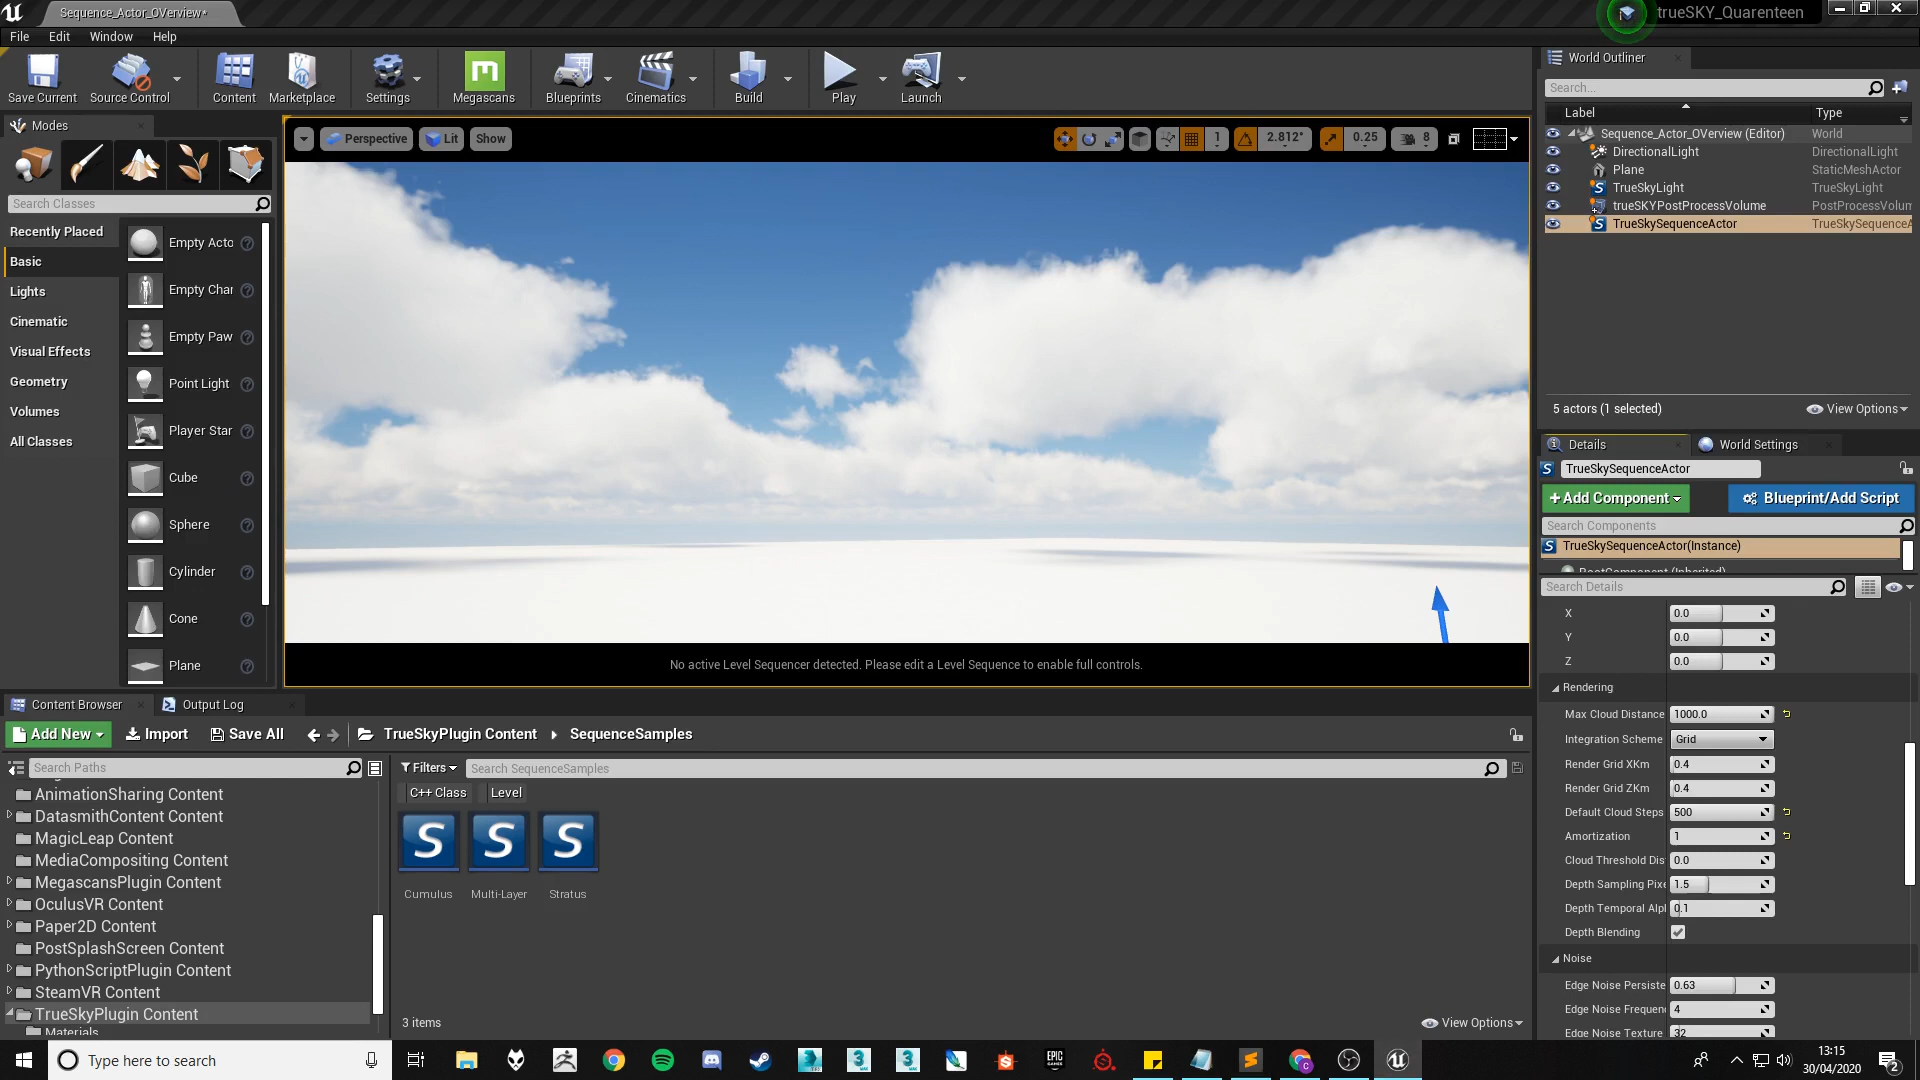 Sequence_Actor_OVerview*
trueSKY_Quarenteen
File Edit Window Help
Save Current
Source Control
Content
Marketplace
Settings
Megascans
Blueprints
Cinematics
Build
Play
Launch
Modes
Search Classes
Recently Placed
Basic
Lights
Cinematic
Visual Effects
Geometry
Volumes
All Classes
Empty Acto
Empty Char
Empty Paw
Point Light
Player Star
Cube
Sphere
Cylinder
Cone
Plane
Perspective Lit Show
1 2.812° 0.25 8
No active Level Sequencer detected. Please edit a Level Sequence to enable full controls.
World Outliner
Search...
Label Type
Sequence_Actor_OVerview (Editor) World
DirectionalLight DirectionalLight
Plane StaticMeshActor
TrueSkyLight TrueSkyLight
trueSKYPostProcessVolume PostProcessVolum
TrueSkySequenceActor TrueSkySequenceA
5 actors (1 selected) View Options
Details World Settings
TrueSkySequenceActor
+Add Component Blueprint/Add Script
Search Components
TrueSkySequenceActor(Instance)
RootComponent (Inherited)
Search Details
X 0.0
Y 0.0
Z 0.0
Rendering
Max Cloud Distance 1000.0
Integration Scheme Grid
Render Grid XKm 0.4
Render Grid ZKm 0.4
Default Cloud Steps 500
Amortization 1
Cloud Threshold Dis 0.0
Depth Sampling Pixe 1.5
Depth Temporal Alpl 0.1
Depth Blending
Noise
Edge Noise Persiste 0.63
Edge Noise Frequen 4
Edge Noise Texture 32
Content Browser Output Log
Add New Import Save All TrueSkyPlugin Content SequenceSamples
Search Paths
Filters Search SequenceSamples
C++ Class Level
AnimationSharing Content
DatasmithContent Content
MagicLeap Content
MediaCompositing Content
MegascansPlugin Content
OculusVR Content
Paper2D Content
PostSplashScreen Content
PythonScriptPlugin Content
SteamVR Content
TrueSkyPlugin Content
Materials
Cumulus Multi-Layer Stratus
3 items View Options
Type here to search
EPIC GAMES
13:15
30/04/2020
2